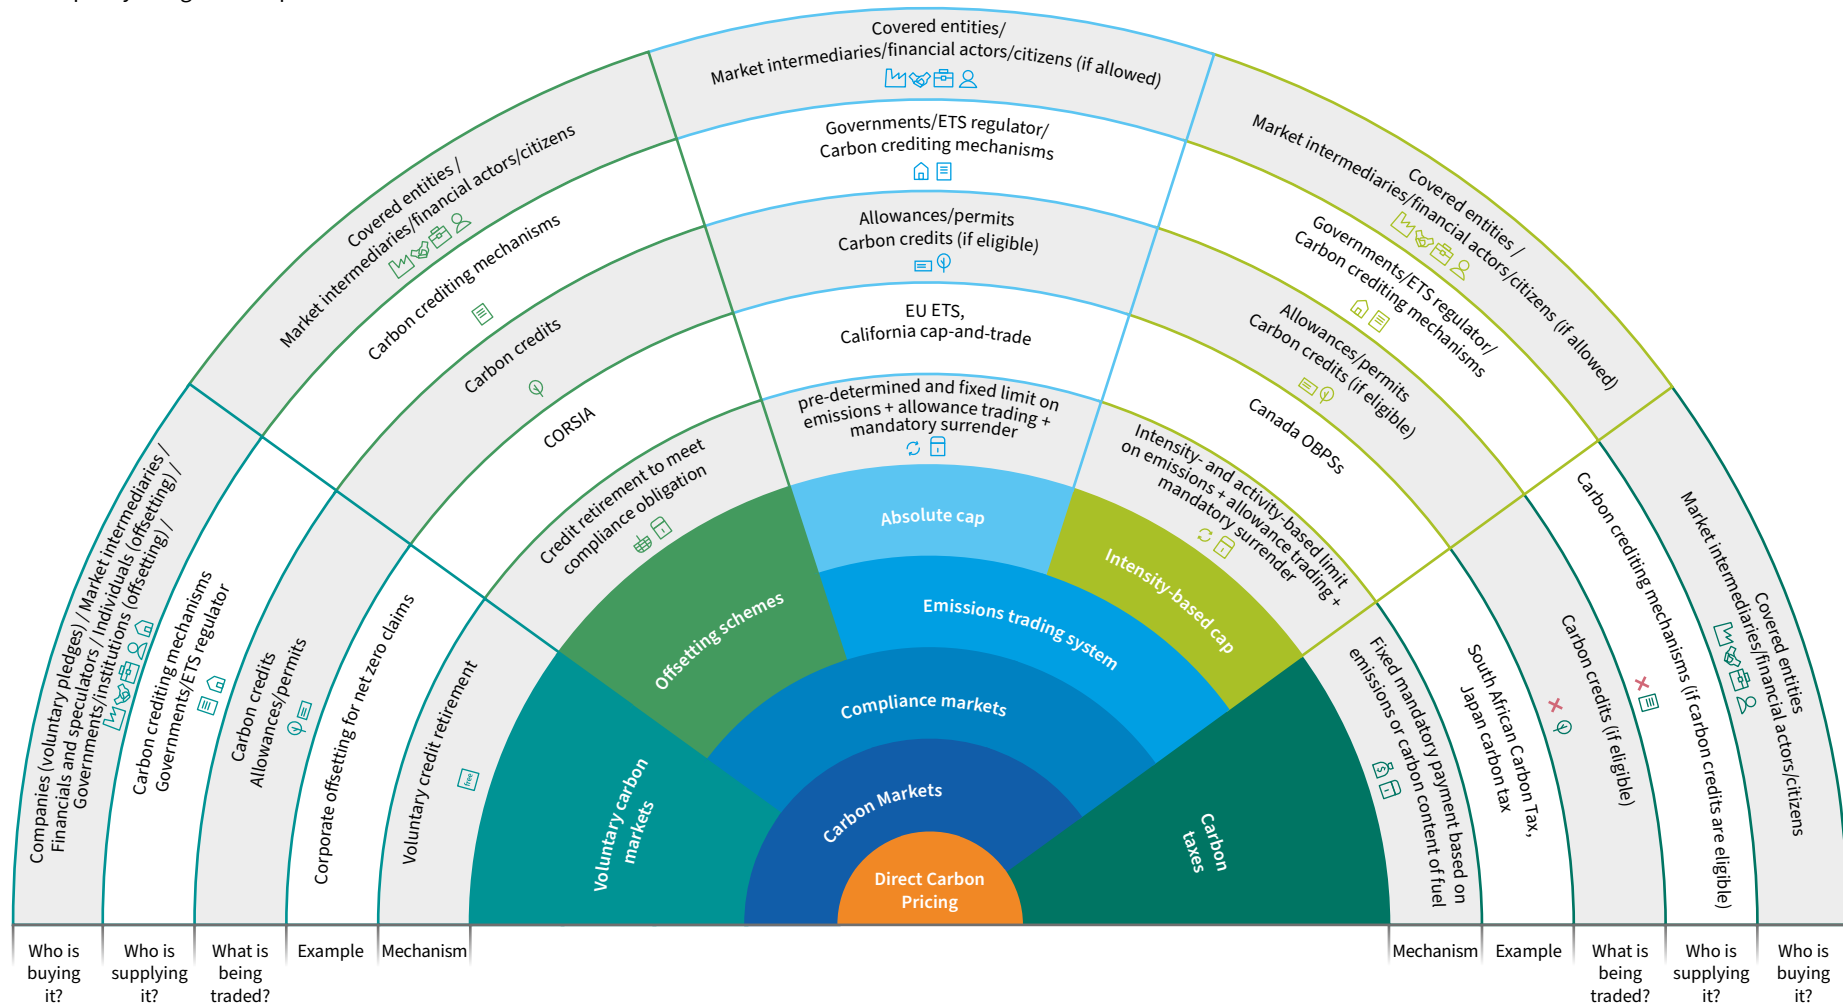 Covered entities/
Market intermediaries/financial actors/citizens (if allowed)
Governments/ETS regulator/
Carbon crediting mechanisms
Allowances/permits
Carbon credits (if eligible)
EU ETS,
California cap-and-trade
pre-determined and fixed limit on
emissions + allowance trading +
mandatory surrender
Absolute cap
Covered entities /
Market intermediaries/financial actors/citizens
Carbon crediting mechanisms
Carbon credits
CORSIA
Credit retirement to meet
compliance obligation
Offsetting schemes
Covered entities /
Market intermediaries/financial actors/citizens (if allowed)
Governments/ETS regulator/
Carbon crediting mechanisms
Allowances/permits
Carbon credits (if eligible)
Canada OBPSs
Intensity- and activity-based limit
on emissions + allowance trading +
mandatory surrender
Intensity-based cap
Emissions trading system
Compliance markets
Carbon Markets
Direct Carbon
Pricing
Companies (voluntary pledges) / Market intermediaries /
Financials and speculators / Individuals (offsetting) /
Governments/institutions (offsetting) /
Carbon crediting mechanisms
Governments/ETS regulator
Carbon credits
Allowances/permits
Corporate offsetting for net zero claims
Voluntary credit retirement
free
Voluntary carbon
markets
Carbon
taxes
Fixed mandatory payment based on
emissions or carbon content of fuel
$
South African Carbon Tax,
Japan carbon tax
Carbon credits (if eligible)
Carbon crediting mechanisms (if carbon credits are eligible)
Covered entities
Market intermediaries/financial actors/citizens
Who is
buying
it?
Who is
supplying
it?
What is
being
traded?
Example
Mechanism
Mechanism
Example
What is
being
traded?
Who is
supplying
it?
Who is
buying
it?